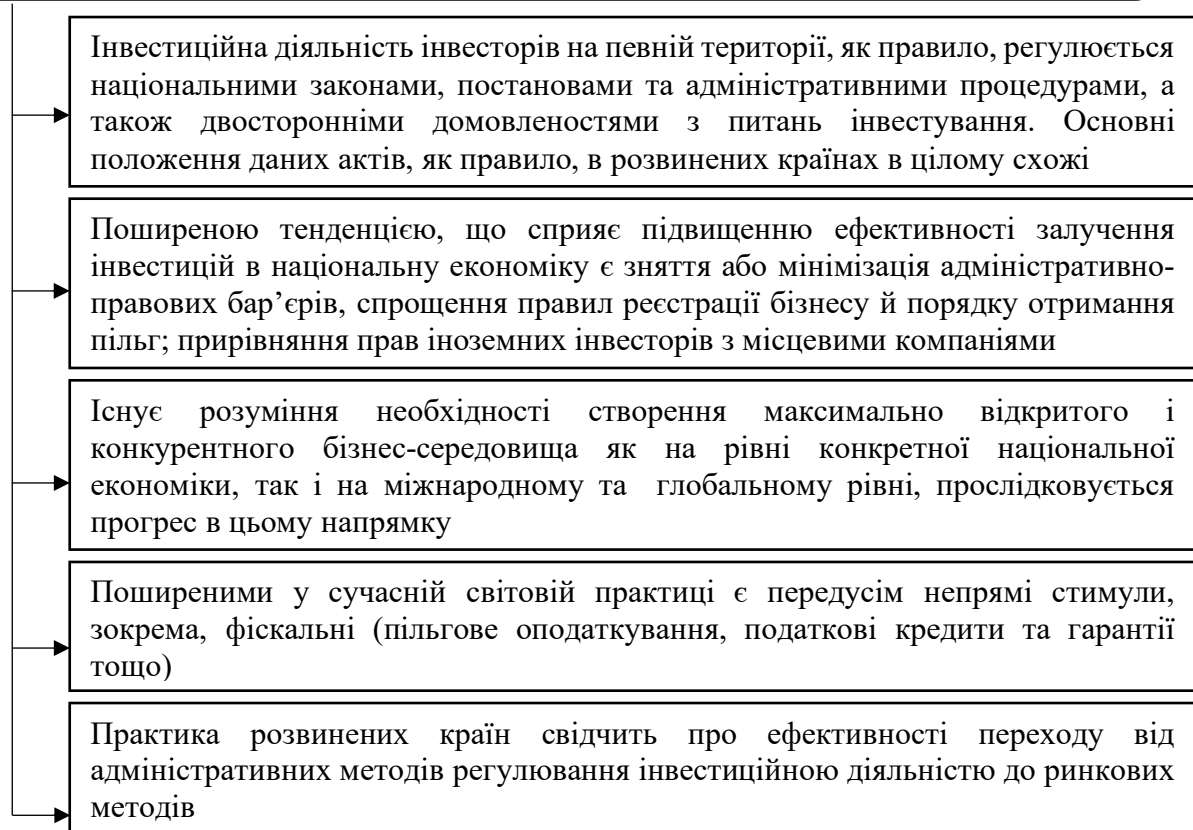 Інвестиційна діяльність інвесторів на певній території, як правило, регулюється
національними законами, постановами та адміністративними процедурами, а
також двосторонніми домовленостями з питань інвестування. Основні
положення даних актів, як правило, в розвинених країнах в цілому схожі
Поширеною тенденцією, що сприяє підвищенню ефективності залучення
інвестицій в національну економіку є зняття або мінімізація адміністративно-
правових бар’єрів, спрощення правил реєстрації бізнесу й порядку отримання
пільг; прирівняння прав іноземних інвесторів з місцевими компаніями
Існує розуміння необхідності створення максимально відкритого і
конкурентного бізнес-середовища як на рівні конкретної національної
економіки, так і на міжнародному та глобальному рівні, прослідковується
прогрес в цьому напрямку
Поширеними у сучасній світовій практиці є передусім непрямі стимули,
зокрема, фіскальні (пільгове оподаткування, податкові кредити та гарантії
тощо)
Практика розвинених країн свідчить про ефективності переходу від
адміністративних методів регулювання інвестиційною діяльністю до ринкових
методів